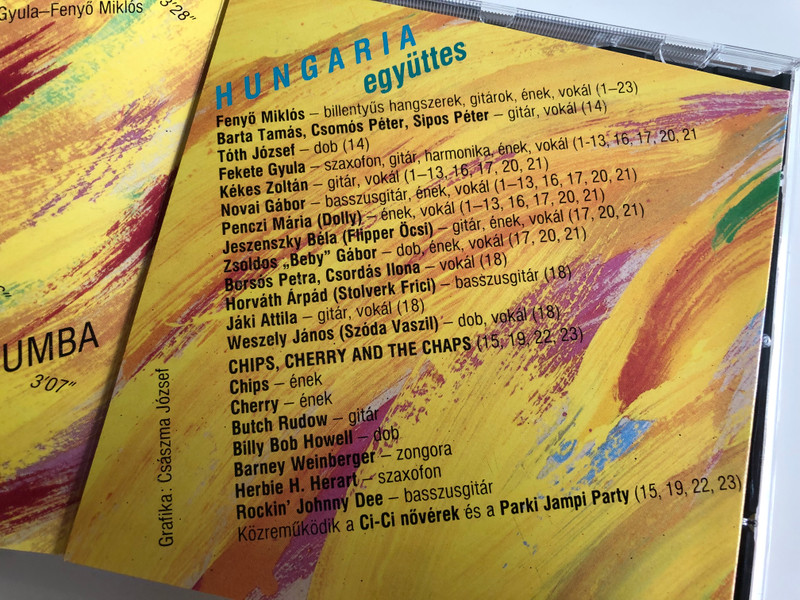 Gyula–Fenyő Miklós
3'28"
UMBA
3'07"
HUNGARIA
együttes
Fenyő Miklós – billentyűs hangszerek, gitárok, ének, vokál (1–23)
Barta Tamás, Csomós Péter, Sipos Péter – gitár, vokál (14)
Tóth József – dob (14)
Fekete Gyula – szaxofon, gitár, harmonika, ének, vokál (1-13, 16, 17, 20, 21
Kékes Zoltán – gitár, vokál (1–13, 16, 17, 20, 21)
Novai Gábor – basszusgitár, ének, vokál (1–13, 16, 17, 20, 21)
Penczi Mária (Dolly) – ének, vokál (1–13, 16, 17, 20, 21)
Jeszenszky Béla (Flipper Öcsi) – gitár, ének, vokál (17, 20, 21)
Zsoldos „Beby” Gábor – dob, ének, vokál (17, 20, 21)
Borsós Petra, Csordás Ilona – vokál (18)
Horváth Árpád (Stolverk Frici) – basszusgitár (18)
Jáki Attila – gitár, vokál (18)
Weszely János (Szóda Vaszil) – dob, vokál (18)
CHIPS, CHERRY AND THE CHAPS (15, 19, 22, 23)
Chips – ének
Cherry – ének
Butch Rudow – gitár
Billy Bob Howell – dob
Barney Weinberger – zongora
Herbie H. Herart – szaxofon
Rockin' Johnny Dee – basszusgitár
Közreműködik a Ci-Ci nővérek és a Parki Jampi Party (15, 19, 22, 23)
Grafika: Császma József